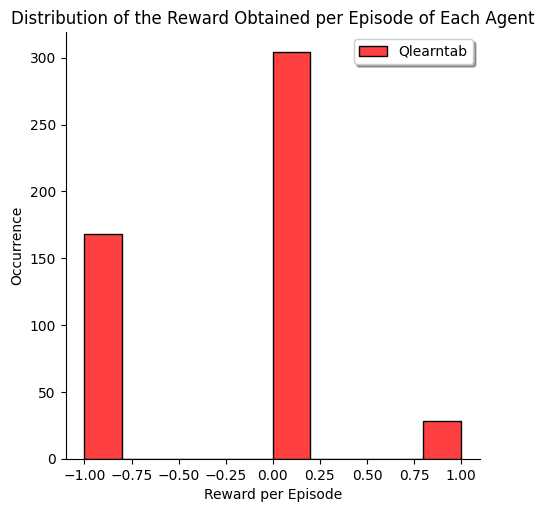 Distribution of the Reward Obtained per Episode of Each Agent
Qlearntab
300
250
200
150
100
50
0
Occurrence
−1.00 −0.75 −0.50 −0.25 0.00 0.25 0.50 0.75 1.00
Reward per Episode